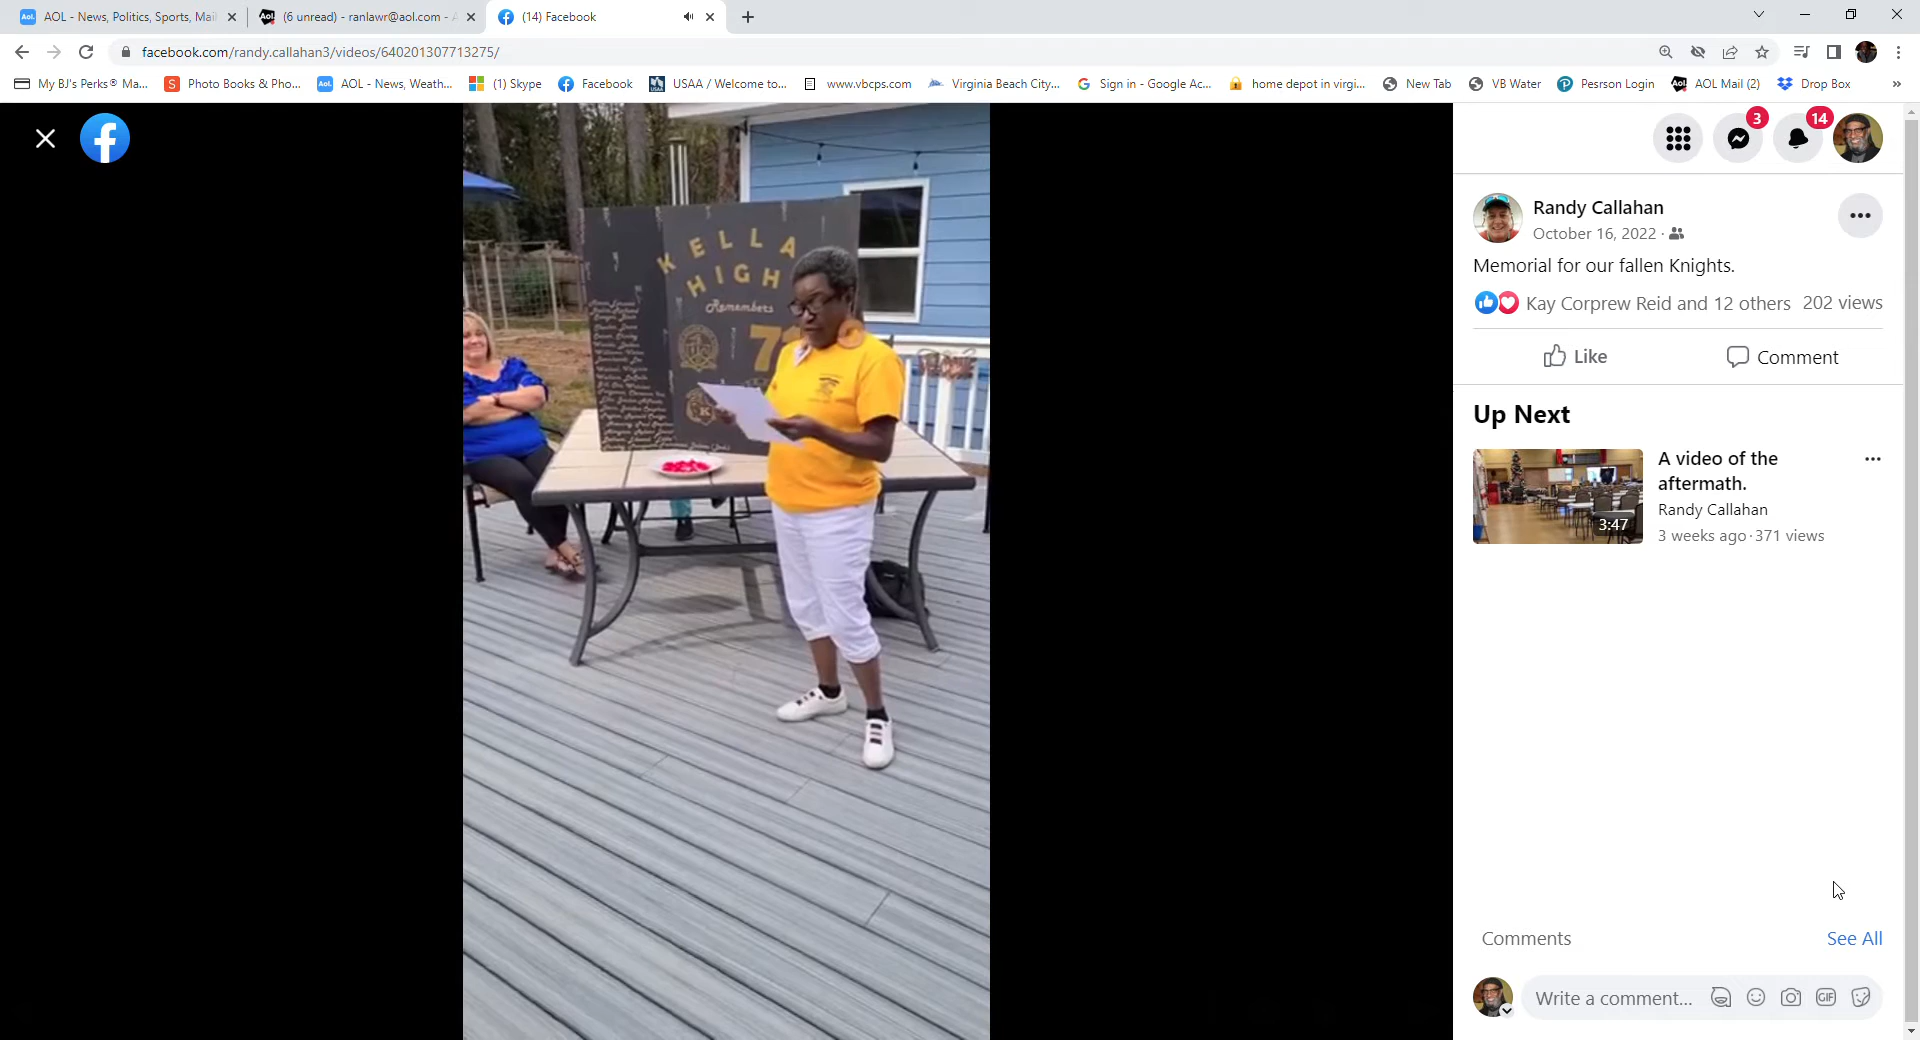 AOL - News, Politics, Sports, Mail
(6 unread) - ranlawr@aol.com - A
(14) Facebook
facebook.com/randy.callahan3/videos/640201307713275/
My BJ's Perks® Ma...
Photo Books & Pho...
AOL - News, Weath...
(1) Skype
Facebook
USAA / Welcome to...
www.vbcps.com
Virginia Beach City...
Sign in - Google Ac...
home depot in virgi...
New Tab
VB Water
Pesrson Login
AOL Mail (2)
Drop Box
KELLA
HIGH
Remembers
3
14
Randy Callahan
October 16, 2022 ·
Memorial for our fallen Knights.
Kay Corprew Reid and 12 others 202 views
Like
Comment
Up Next
A video of the
aftermath.
Randy Callahan
3 weeks ago · 371 views
3:47
Comments
See All
Write a comment...
GIF